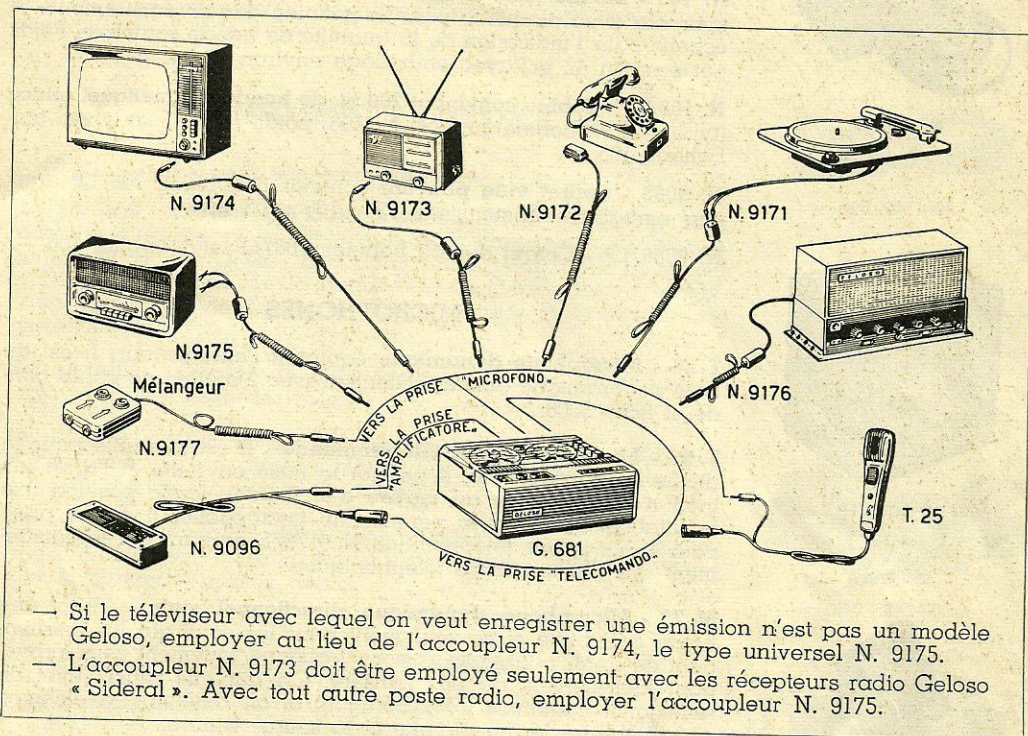 N. 9174
N. 9173
N.9172
N. 9171
N.9175
N. 9176
Mélangeur
N.9177
VERS LA PRISE "MICROFONO„
VERS LA PRISE
"AMPLIFICATORE„
GELOSO
GELOSO
N. 9096
G. 681
T. 25
VERS LA PRISE "TELECOMANDO„
— Si le téléviseur avec lequel on veut enregistrer une émission n'est pas un modèle
Geloso, employer au lieu de l'accoupleur N. 9174, le type universel N. 9175.
— L'accoupleur N. 9173 doit être employé seulement avec les récepteurs radio Geloso
« Sideral ». Avec tout autre poste radio, employer l'accoupleur N. 9175.